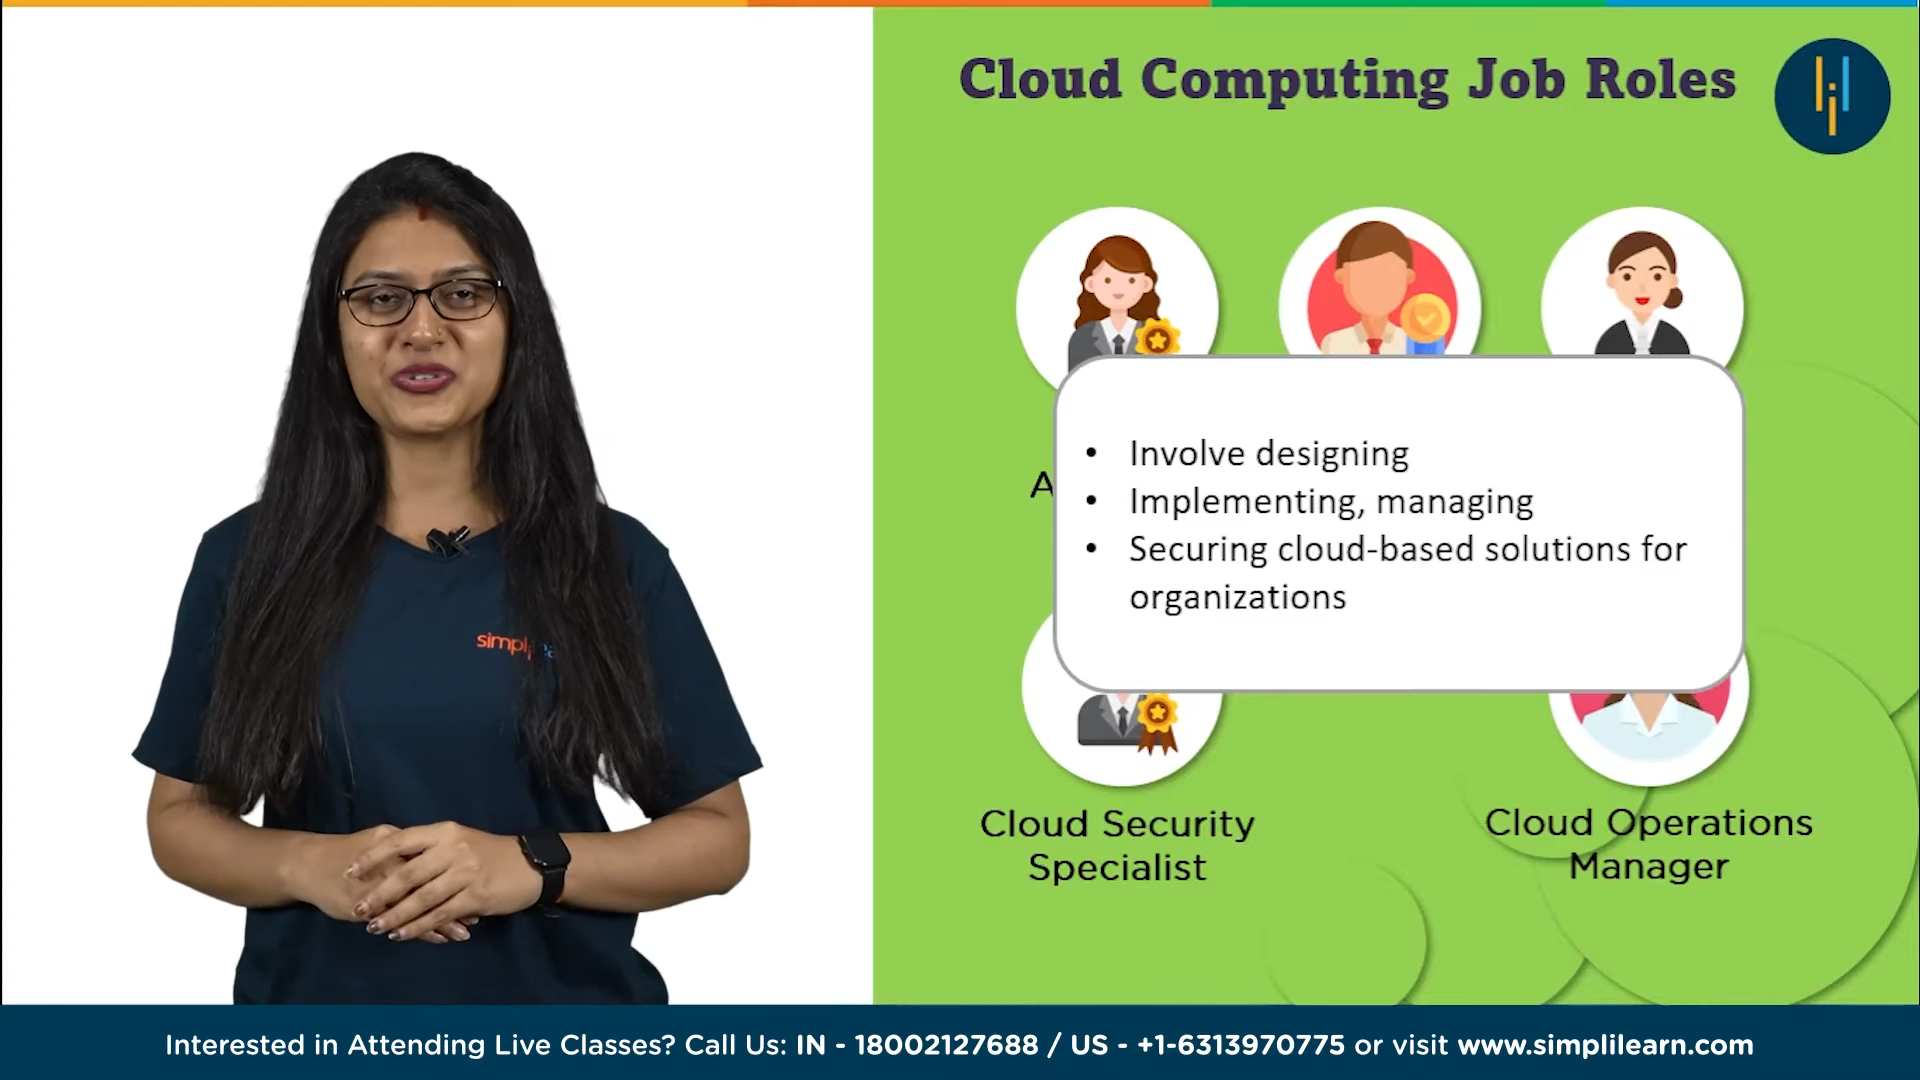 Cloud Computing Job Roles
• Involve designing
• Implementing, managing
• Securing cloud-based solutions for
organizations
Cloud Security
Specialist
Cloud Operations
Manager
Interested in Attending Live Classes? Call Us: IN - 18002127688 / US - +1-6313970775 or visit www.simplilearn.com